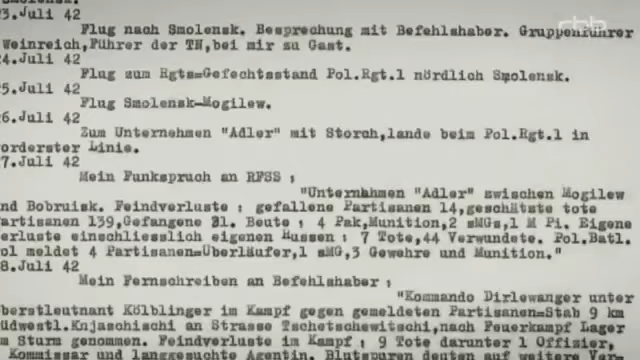 rbb
23.Juli 42
Flug nach Smolensk. Besprechung mit Befehlshaber. Gruppenführer
Weinreich,Führer der TN,bei mir zu Gast.
24.Juli 42
Flug zum Rgts=Gefechtsstand Pol.Rgt.1 nördlich Smolensk.
25.Juli 42
Flug Smolensk-Mogilew.
26.Juli 42
Zum Unternehmen "Adler" mit Storch,lande beim Pol.Rgt.1 in
vorderster Linie.
27.Juli 42
Mein Funkspruch an RFSS :
"Unternehmen "Adler" zwischen Mogilew
und Bobruisk. Feindverluste : gefallene Partisanen 14,geschätzte tote
Partisanen 139,Gefangene 21. Beute : 4 Pak,Munition,2 sMGs,1 M Pi. Eigene
Verluste einschliesslich eigenen Russen : 7 Tote,44 Verwundete. Pol.Batl.
Pol meldet 4 Partisanen=Überläufer,1 sMG,3 Gewehre und Munition."
28.Juli 42
Mein Fernschreiben an Befehlshaber :
"Kommando Dirlewanger unter
Oberstleutnant Kölblinger im Kampf gegen gemeldeten Partisanen=Stab 9 km
südwestl.Knjaschischi an Strasse Tschetschewitschi,nach Feuerkampf Lager
im Sturm genommen. Feindverluste im Kampf : 9 Tote darunter 1 Offizier,
Kommissar und langgesuchte Agentin. Blutspuren deuten auf weitere Ver-